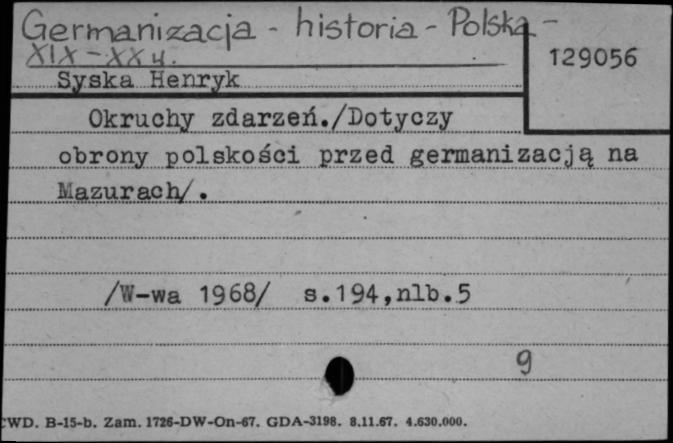 Germanizacja - historia - Polska -
XIX - XX w.
129056
Syska Henryk
Okruchy zdarzeń./Dotyczy
obrony polskości przed germanizacją na
Mazurach/.
/W-wa 1968/ s.194,nlb.5
9
CWD. B-15-b. Zam. 1726-DW-On-67. GDA-3198. 8.11.67. 4.630.000.